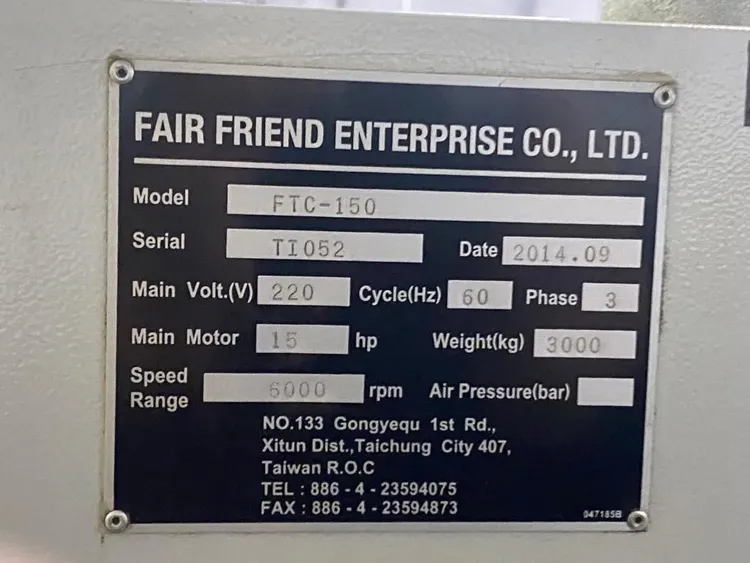 FAIR FRIEND ENTERPRISE CO., LTD.
Model FTC-150
Serial TI052 Date 2014.09
Main Volt.(V) 220 Cycle(Hz) 60 Phase 3
Main Motor 15 hp Weight(kg) 3000
Speed Range 6000 rpm Air Pressure(bar)
NO.133 Gongyequ 1st Rd.,
Xitun Dist.,Taichung City 407,
Taiwan R.O.C
TEL : 886 - 4 - 23594075
FAX : 886 - 4 - 23594873
047185B